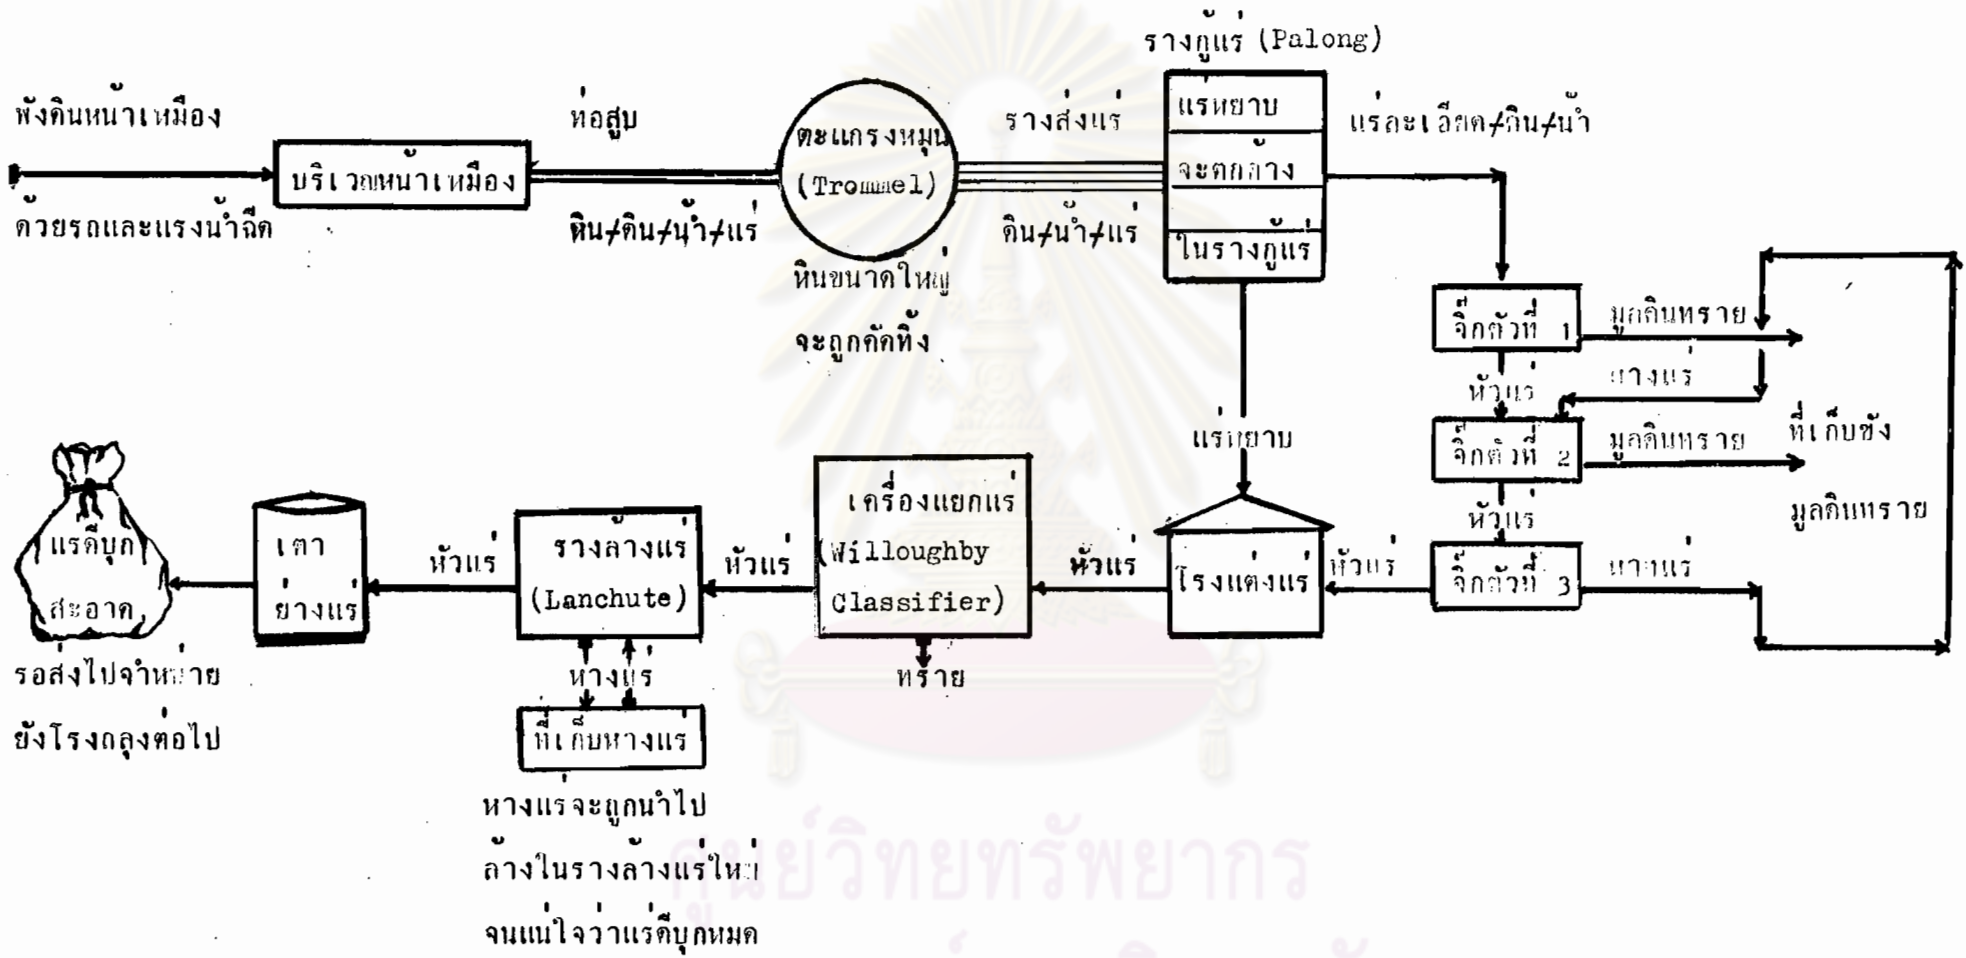 รางกู้แร่ (Palong)
พังดินหน้าเหมือง
ด้วยรถและแรงน้ำฉีด
บริเวณหน้าเหมือง
ท่อสูบ
หิน/ดิน/น้ำ/แร่
ตะแกรงหมุน
(Trommel)
หินขนาดใหญ่
จะถูกคัดทิ้ง
รางส่งแร่
ดิน/น้ำ/แร่
แร่หยาบ
จะตกค้าง
ในรางกู้แร่
แร่ละเอียด/ดิน/น้ำ
จิ๊กตัวที่ 1
มูลดินทราย
หัวแร่
หางแร่
จิ๊กตัวที่ 2
มูลดินทราย
ที่เก็บขัง
มูลดินทราย
หัวแร่
จิ๊กตัวที่ 3
หางแร่
แร่หยาบ
หัวแร่
โรงแต่งแร่
หัวแร่
เครื่องแยกแร่
(Willoughby
Classifier)
ทราย
หัวแร่
รางล้างแร่
(Lanchute)
หางแร่
ที่เก็บหางแร่
หางแร่จะถูกนำไป
ล้างในรางล้างแร่ใหม่
จนแน่ใจว่าแร่ดีบุกหมด
หัวแร่
เตา
ย่างแร่
แร่ดีบุก
สะอาด
รอส่งไปจำหน่าย
ยังโรงถลุงต่อไป
ศูนย์วิทยทรัพยากร